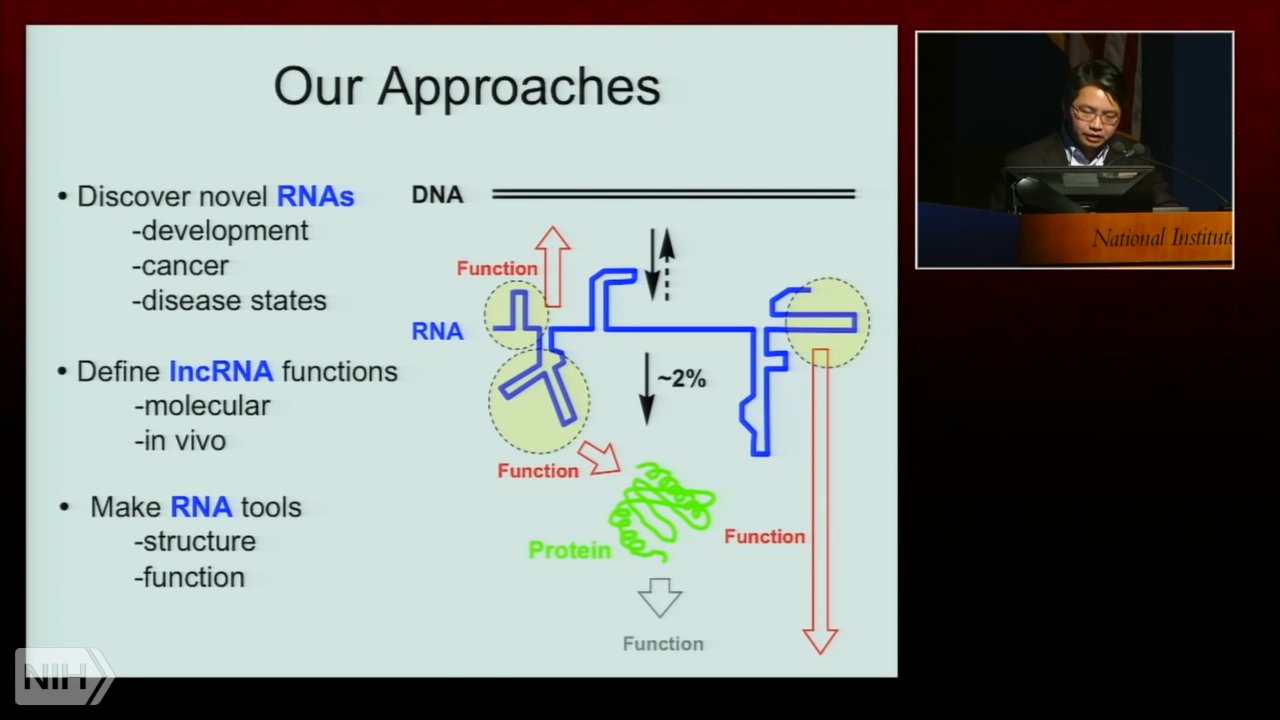 Our Approaches
• Discover novel RNAs
-development
-cancer
-disease states
• Define lncRNA functions
-molecular
-in vivo
• Make RNA tools
-structure
-function
DNA
Function
RNA
~2%
Function
Protein
Function
Function
National Institute
NIH